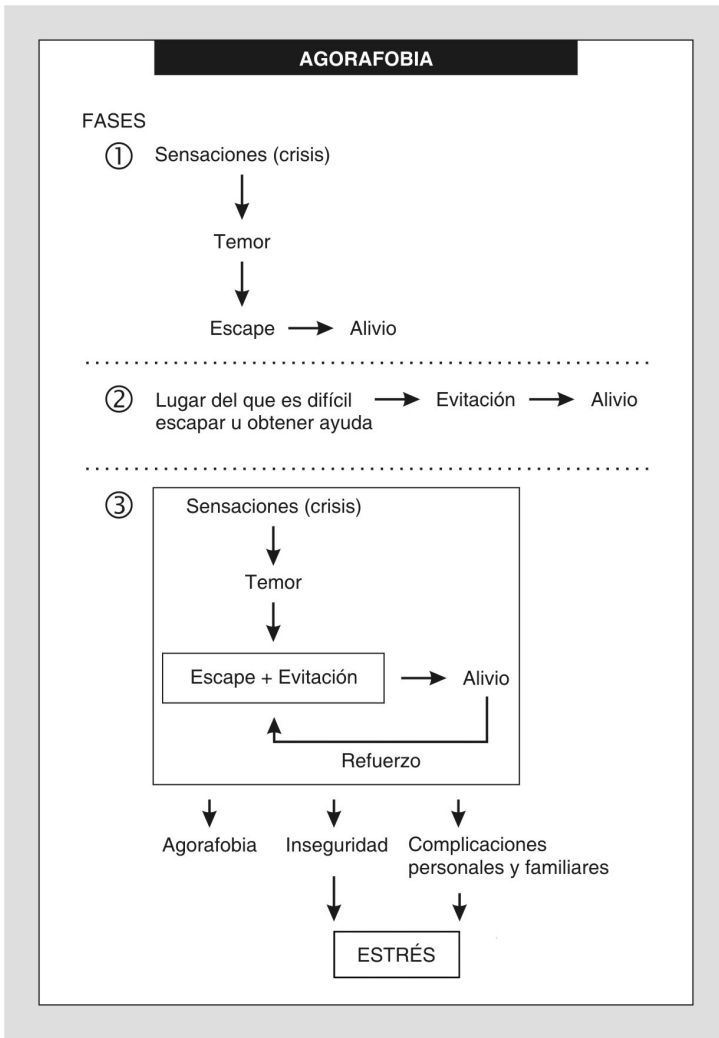 AGORAFOBIA
FASES
① Sensaciones (crisis)
Temor
Escape Alivio
② Lugar del que es difícil
escapar u obtener ayuda
Evitación Alivio
③ Sensaciones (crisis)
Temor
Escape + Evitación Alivio
Refuerzo
Agorafobia Inseguridad Complicaciones
personales y familiares
ESTRÉS